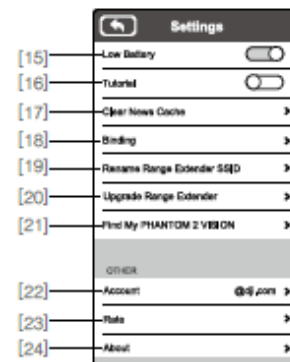 Settings
[15] Low Battery
[16] Tutorial
[17] Clear News Cache
[18] Binding
[19] Rename Range Extender SSID
[20] Upgrade Range Extender
[21] Find My PHANTOM 2 VISION
OTHER
[22] Account @dji.com
[23] Rate
[24] About